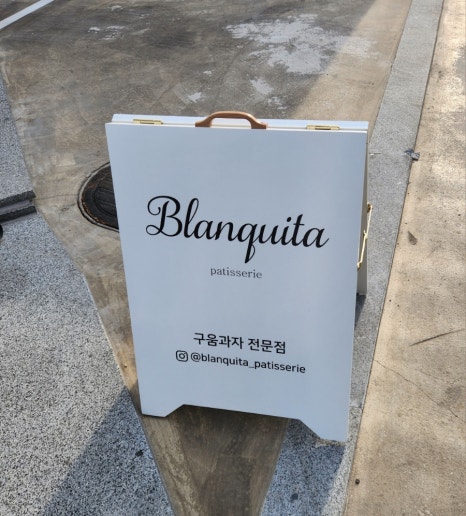 Blanquita
patisserie
구움과자 전문점
@blanquita_patisserie